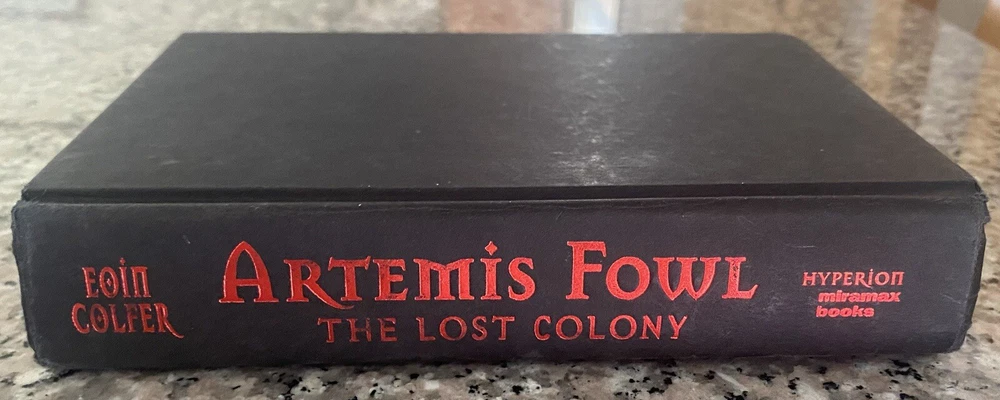 EOIN
COLFER
ARTEMIS FOWL
THE LOST COLONY
HYPERION
miramax
books